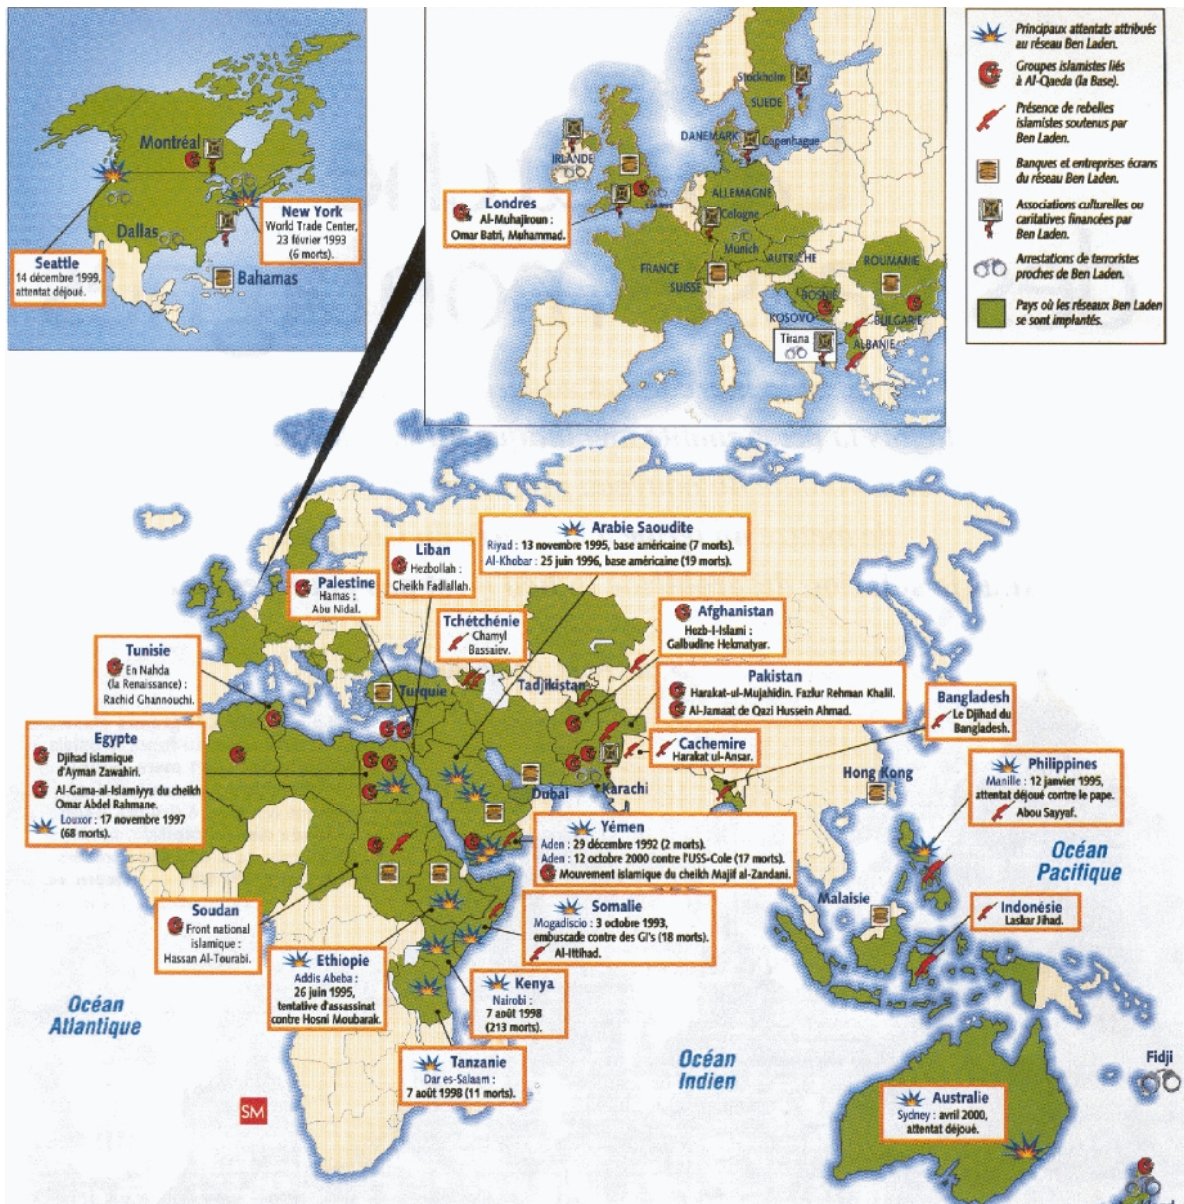 Montréal
Dallas
Seattle
14 décembre 1999,
attentat déjoué.
New York
World Trade Center,
23 février 1993
(6 morts).
Bahamas
Stockholm
SUEDE
DANEMARK
Copenhague
IRLANDE
Londres
Al-Muhajiroun :
Omar Batri, Muhammad.
ALLEMAGNE
Cologne
Munich
FRANCE
AUTRICHE
SUISSE
ROUMANIE
BOSNIE
KOSOVO
BULGARIE
Tirana
ALBANIE
Principaux attentats attribués
au réseau Ben Laden.
Groupes islamistes liés
à Al-Qaeda (la Base).
Présence de rebelles
islamistes soutenus par
Ben Laden.
Banques et entreprises écrans
du réseau Ben Laden.
Associations culturelles ou
caritatives financées par
Ben Laden.
Arrestations de terroristes
proches de Ben Laden.
Pays où les réseaux Ben Laden
se sont implantés.
Arabie Saoudite
Riyad : 13 novembre 1995, base américaine (7 morts).
Al-Khobar : 25 juin 1996, base américaine (19 morts).
Liban
Hezbollah :
Cheikh Fadlallah.
Palestine
Hamas :
Abu Nidal.
Tchétchénie
Chamyl
Bassaiev.
Afghanistan
Hezb-I-Islami :
Galbudine Hekmatyar.
Tunisie
En Nahda
(la Renaissance) :
Rachid Ghannouchi.
Turquie
Tadjikistan
Pakistan
Harakat-ul-Mujahidin. Fazlur Rehman Khalil.
Al-Jamaat de Qazi Hussein Ahmad.
Bangladesh
Le Djihad du
Bangladesh.
Egypte
Djihad islamique
d'Ayman Zawahiri.
Al-Gama-al-Islamiyya du cheikh
Omar Abdel Rahmane.
Louxor : 17 novembre 1997
(68 morts).
Cachemire
Harakat ul-Ansar.
Dubai
Karachi
Hong Kong
Philippines
Manille : 12 janvier 1995,
attentat déjoué contre le pape.
Abou Sayyaf.
Yémen
Aden : 29 décembre 1992 (2 morts).
Aden : 12 octobre 2000 contre l'USS-Cole (17 morts).
Mouvement islamique du cheikh Majif al-Zandani.
Océan
Pacifique
Soudan
Front national
islamique :
Hassan Al-Tourabi.
Somalie
Mogadiscio : 3 octobre 1993,
embuscade contre des GI's (18 morts).
Al-Ittihad.
Malaisie
Indonésie
Laskar Jihad.
Ethiopie
Addis Abeba :
26 juin 1995,
tentative d'assassinat
contre Hosni Moubarak.
Kenya
Nairobi :
7 août 1998
(213 morts).
Océan
Atlantique
Tanzanie
Dar es-Salaam :
7 août 1998 (11 morts).
Océan
Indien
Fidji
SM
Australie
Sydney : avril 2000,
attentat déjoué.